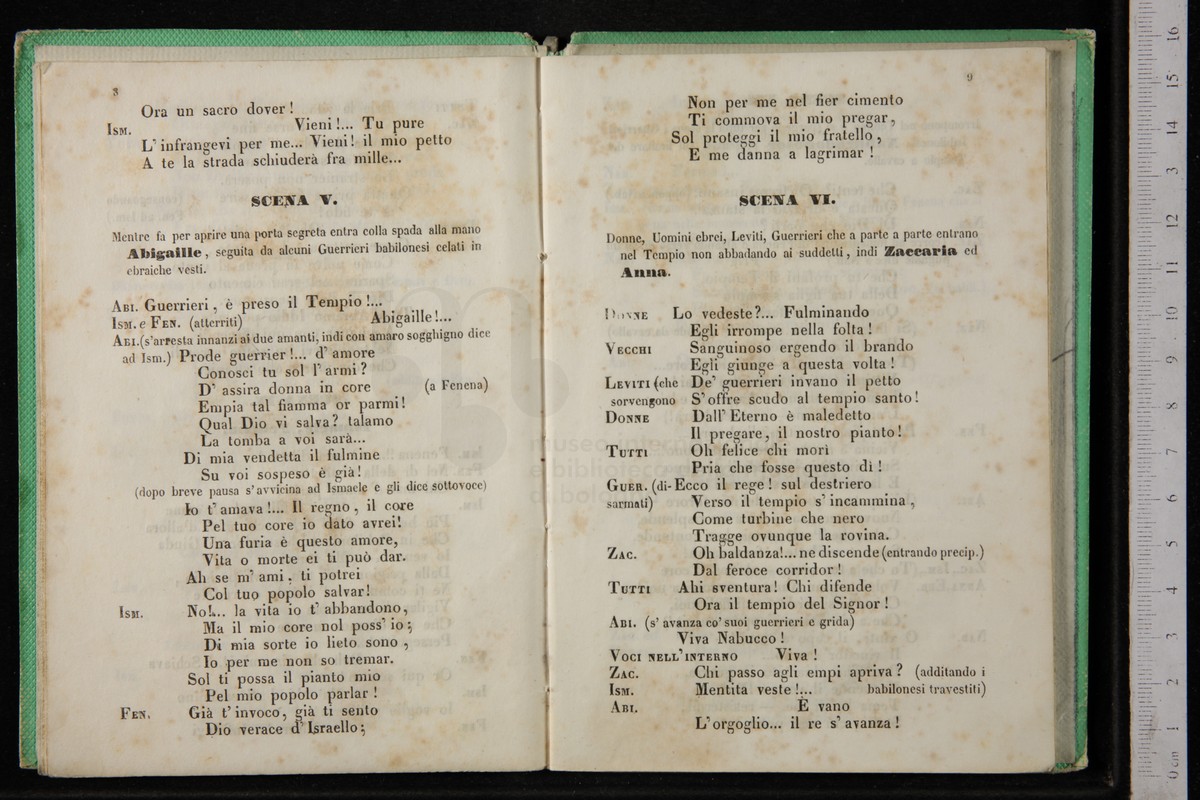 8
Ora un sacro dover !
Ism. Vieni !... Tu pure
L' infrangevi per me... Vieni! il mio petto
A te la strada schiuderà fra mille...
SCENA V.
Mentre fa per aprire una porta segreta entra colla spada alla mano
Abigaille, seguita da alcuni Guerrieri babilonesi celati in
ebraiche vesti.
Abi. Guerrieri, è preso il Tempio !...
Ism. e Fen. (atterriti) Abigaille !...
Abi. (s'arresta innanzi ai due amanti, indi con amaro sogghigno dice
ad Ism.) Prode guerrier !... d' amore
Conosci tu sol l' armi ?
D' assira donna in core (a Fenena)
Empia tal fiamma or parmi!
Qual Dio vi salva? talamo
La tomba a voi sarà...
Di mia vendetta il fulmine
Su voi sospeso è già!
(dopo breve pausa s'avvicina ad Ismaele e gli dice sottovoce)
Io t' amava !... Il regno, il core
Pel tuo core io dato avrei!
Una furia è questo amore,
Vita o morte ei ti può dar.
Ah se m' ami, ti potrei
Col tuo popolo salvar!
Ism. No!... la vita io t' abbandono,
Ma il mio core nol poss' io;
Di mia sorte io lieto sono,
Io per me non so tremar.
Sol ti possa il pianto mio
Pel mio popolo parlar !
Fen. Già t' invoco, già ti sento
Dio verace d' Israello;
9
Non per me nel fier cimento
Ti commova il mio pregar,
Sol proteggi il mio fratello,
E me danna a lagrimar !
SCENA VI.
Donne, Uomini ebrei, Leviti, Guerrieri che a parte a parte entrano
nel Tempio non abbadando ai suddetti, indi Zaccaria ed
Anna.
Donne Lo vedeste ?... Fulminando
Egli irrompe nella folta !
Vecchi Sanguinoso ergendo il brando
Egli giunge a questa volta !
Leviti (che De' guerrieri invano il petto
sorvengono S' offre scudo al tempio santo !
Donne Dall' Eterno è maledetto
Il pregare, il nostro pianto!
Tutti Oh felice chi morì
Pria che fosse questo dì !
Guer. (di- Ecco il rege ! sul destriero
sarmati) Verso il tempio s' incammina,
Come turbine che nero
Tragge ovunque la rovina.
Zac. Oh baldanza!... ne discende (entrando precip.)
Dal feroce corridor !
Tutti Ahi sventura! Chi difende
Ora il tempio del Signor !
Abi. (s' avanza co' suoi guerrieri e grida)
Viva Nabucco !
Voci nell'interno Viva !
Zac. Chi passo agli empi apriva ? (additando i
Ism. Mentita veste !... babilonesi travestiti)
Abi. È vano
L' orgoglio... il re s' avanza !